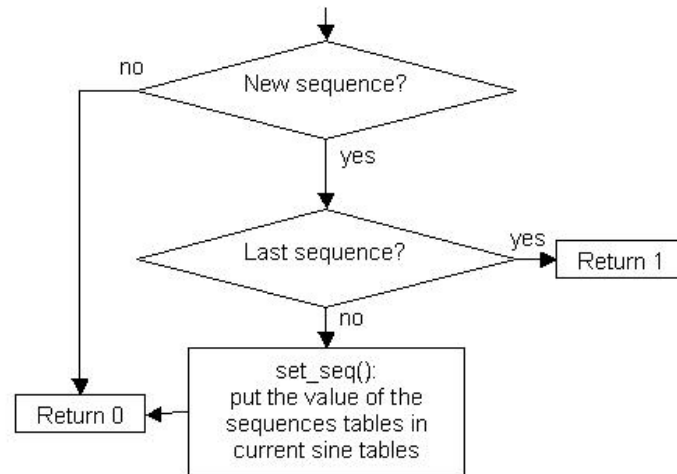 no
New sequence?
yes
Last sequence?
yes
Return 1
no
set_seq():
put the value of the
sequences tables in
current sine tables
Return 0